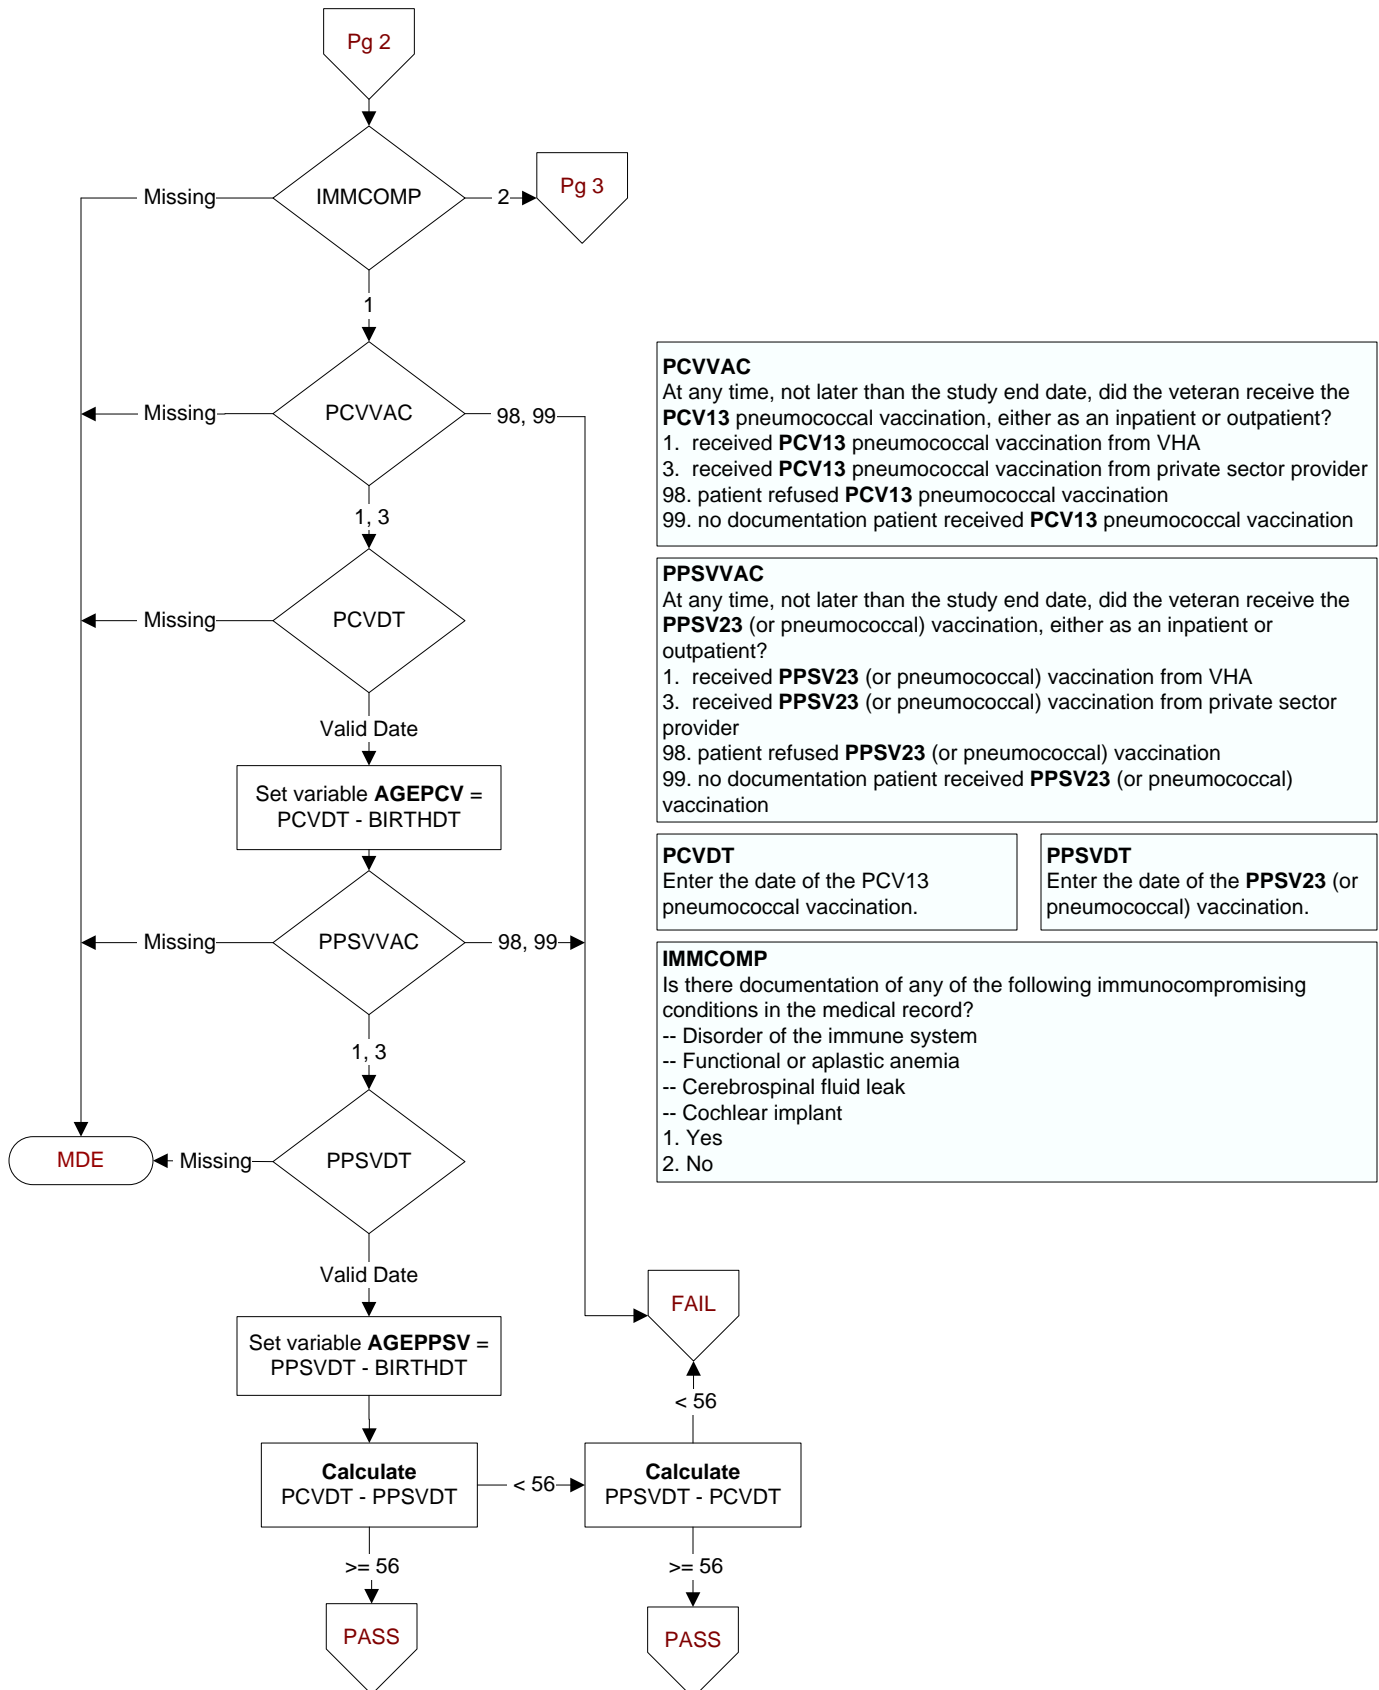 Pg 2
Missing
IMMCOMP
2
Pg 3
1
Missing
PCVVAC
98, 99
1, 3
Missing
PCVDT
Valid Date
Set variable AGEPCV =
PCVDT - BIRTHDT
Missing
PPSVVAC
98, 99
1, 3
MDE
Missing
PPSVDT
Valid Date
FAIL
Set variable AGEPPSV =
PPSVDT - BIRTHDT
< 56
Calculate
PCVDT - PPSVDT
< 56
Calculate
PPSVDT - PCVDT
>= 56
>= 56
PASS
PASS
PCVVAC
At any time, not later than the study end date, did the veteran receive the
PCV13 pneumococcal vaccination, either as an inpatient or outpatient?
1. received PCV13 pneumococcal vaccination from VHA
3. received PCV13 pneumococcal vaccination from private sector provider
98. patient refused PCV13 pneumococcal vaccination
99. no documentation patient received PCV13 pneumococcal vaccination
PPSVVAC
At any time, not later than the study end date, did the veteran receive the
PPSV23 (or pneumococcal) vaccination, either as an inpatient or
outpatient?
1. received PPSV23 (or pneumococcal) vaccination from VHA
3. received PPSV23 (or pneumococcal) vaccination from private sector
provider
98. patient refused PPSV23 (or pneumococcal) vaccination
99. no documentation patient received PPSV23 (or pneumococcal)
vaccination
PCVDT
Enter the date of the PCV13
pneumococcal vaccination.
PPSVDT
Enter the date of the PPSV23 (or
pneumococcal) vaccination.
IMMCOMP
Is there documentation of any of the following immunocompromising
conditions in the medical record?
-- Disorder of the immune system
-- Functional or aplastic anemia
-- Cerebrospinal fluid leak
-- Cochlear implant
1. Yes
2. No